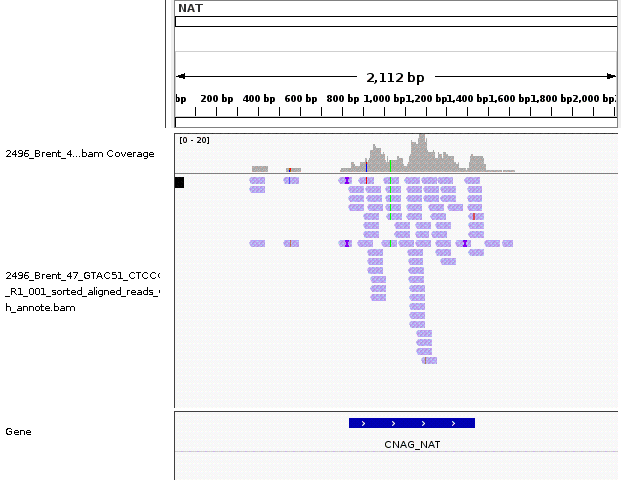 NAT
2,112 bp
bp 200 bp 400 bp 600 bp 800 bp 1,000 bp 1,200 bp 1,400 bp 1,600 bp 1,800 bp 2,000 bp
2496_Brent_4...bam Coverage
[0 - 20]
2496_Brent_47_GTAC51_CTCC
_R1_001_sorted_aligned_reads_
h_annote.bam
Gene
CNAG_NAT